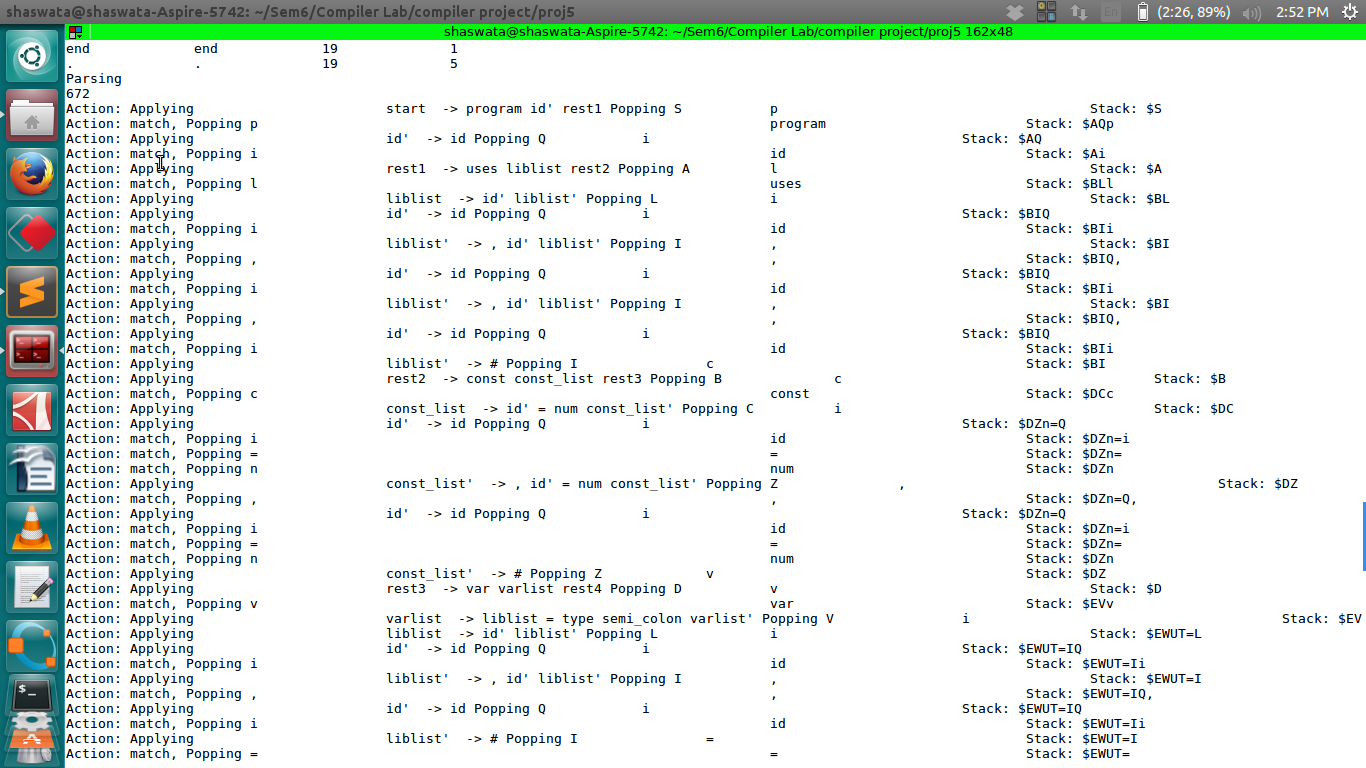 shaswata@shaswata-Aspire-5742: ~/Sem6/Compiler Lab/compiler project/proj5 En (2:26, 89%) 2:52 PM
shaswata@shaswata-Aspire-5742: ~/Sem6/Compiler Lab/compiler project/proj5 162x48
end end 19 1
. . 19 5
Parsing
672
Action: Applying start -> program id' rest1 Popping S p Stack: $S
Action: match, Popping p program Stack: $AQp
Action: Applying id' -> id Popping Q i Stack: $AQ
Action: match, Popping i id Stack: $Ai
Action: Applying rest1 -> uses liblist rest2 Popping A l Stack: $A
Action: match, Popping l uses Stack: $BLl
Action: Applying liblist -> id' liblist' Popping L i Stack: $BL
Action: Applying id' -> id Popping Q i Stack: $BIQ
Action: match, Popping i id Stack: $BIi
Action: Applying liblist' -> , id' liblist' Popping I , Stack: $BI
Action: match, Popping , , Stack: $BIQ,
Action: Applying id' -> id Popping Q i Stack: $BIQ
Action: match, Popping i id Stack: $BIi
Action: Applying liblist' -> , id' liblist' Popping I , Stack: $BI
Action: match, Popping , , Stack: $BIQ,
Action: Applying id' -> id Popping Q i Stack: $BIQ
Action: match, Popping i id Stack: $BIi
Action: Applying liblist' -> # Popping I c Stack: $BI
Action: Applying rest2 -> const const_list rest3 Popping B c Stack: $B
Action: match, Popping c const Stack: $DCc
Action: Applying const_list -> id' = num const_list' Popping C i Stack: $DC
Action: Applying id' -> id Popping Q i Stack: $DZn=Q
Action: match, Popping i id Stack: $DZn=i
Action: match, Popping = = Stack: $DZn=
Action: match, Popping n num Stack: $DZn
Action: Applying const_list' -> , id' = num const_list' Popping Z , Stack: $DZ
Action: match, Popping , , Stack: $DZn=Q,
Action: Applying id' -> id Popping Q i Stack: $DZn=Q
Action: match, Popping i id Stack: $DZn=i
Action: match, Popping = = Stack: $DZn=
Action: match, Popping n num Stack: $DZn
Action: Applying const_list' -> # Popping Z v Stack: $DZ
Action: Applying rest3 -> var varlist rest4 Popping D v Stack: $D
Action: match, Popping v var Stack: $EVv
Action: Applying varlist -> liblist = type semi_colon varlist' Popping V i Stack: $EV
Action: Applying liblist -> id' liblist' Popping L i Stack: $EWUT=L
Action: Applying id' -> id Popping Q i Stack: $EWUT=IQ
Action: match, Popping i id Stack: $EWUT=Ii
Action: Applying liblist' -> , id' liblist' Popping I , Stack: $EWUT=I
Action: match, Popping , , Stack: $EWUT=IQ,
Action: Applying id' -> id Popping Q i Stack: $EWUT=IQ
Action: match, Popping i id Stack: $EWUT=Ii
Action: Applying liblist' -> # Popping I = Stack: $EWUT=I
Action: match, Popping = = Stack: $EWUT=